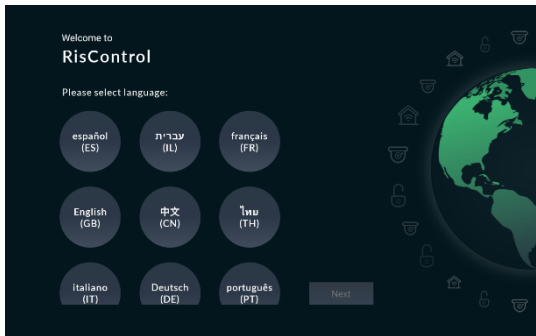 Welcome to
RisControl
Please select language:
español
(ES)
עברית
(IL)
français
(FR)
English
(GB)
中文
(CN)
ไทย
(TH)
italiano
(IT)
Deutsch
(DE)
português
(PT)
Next